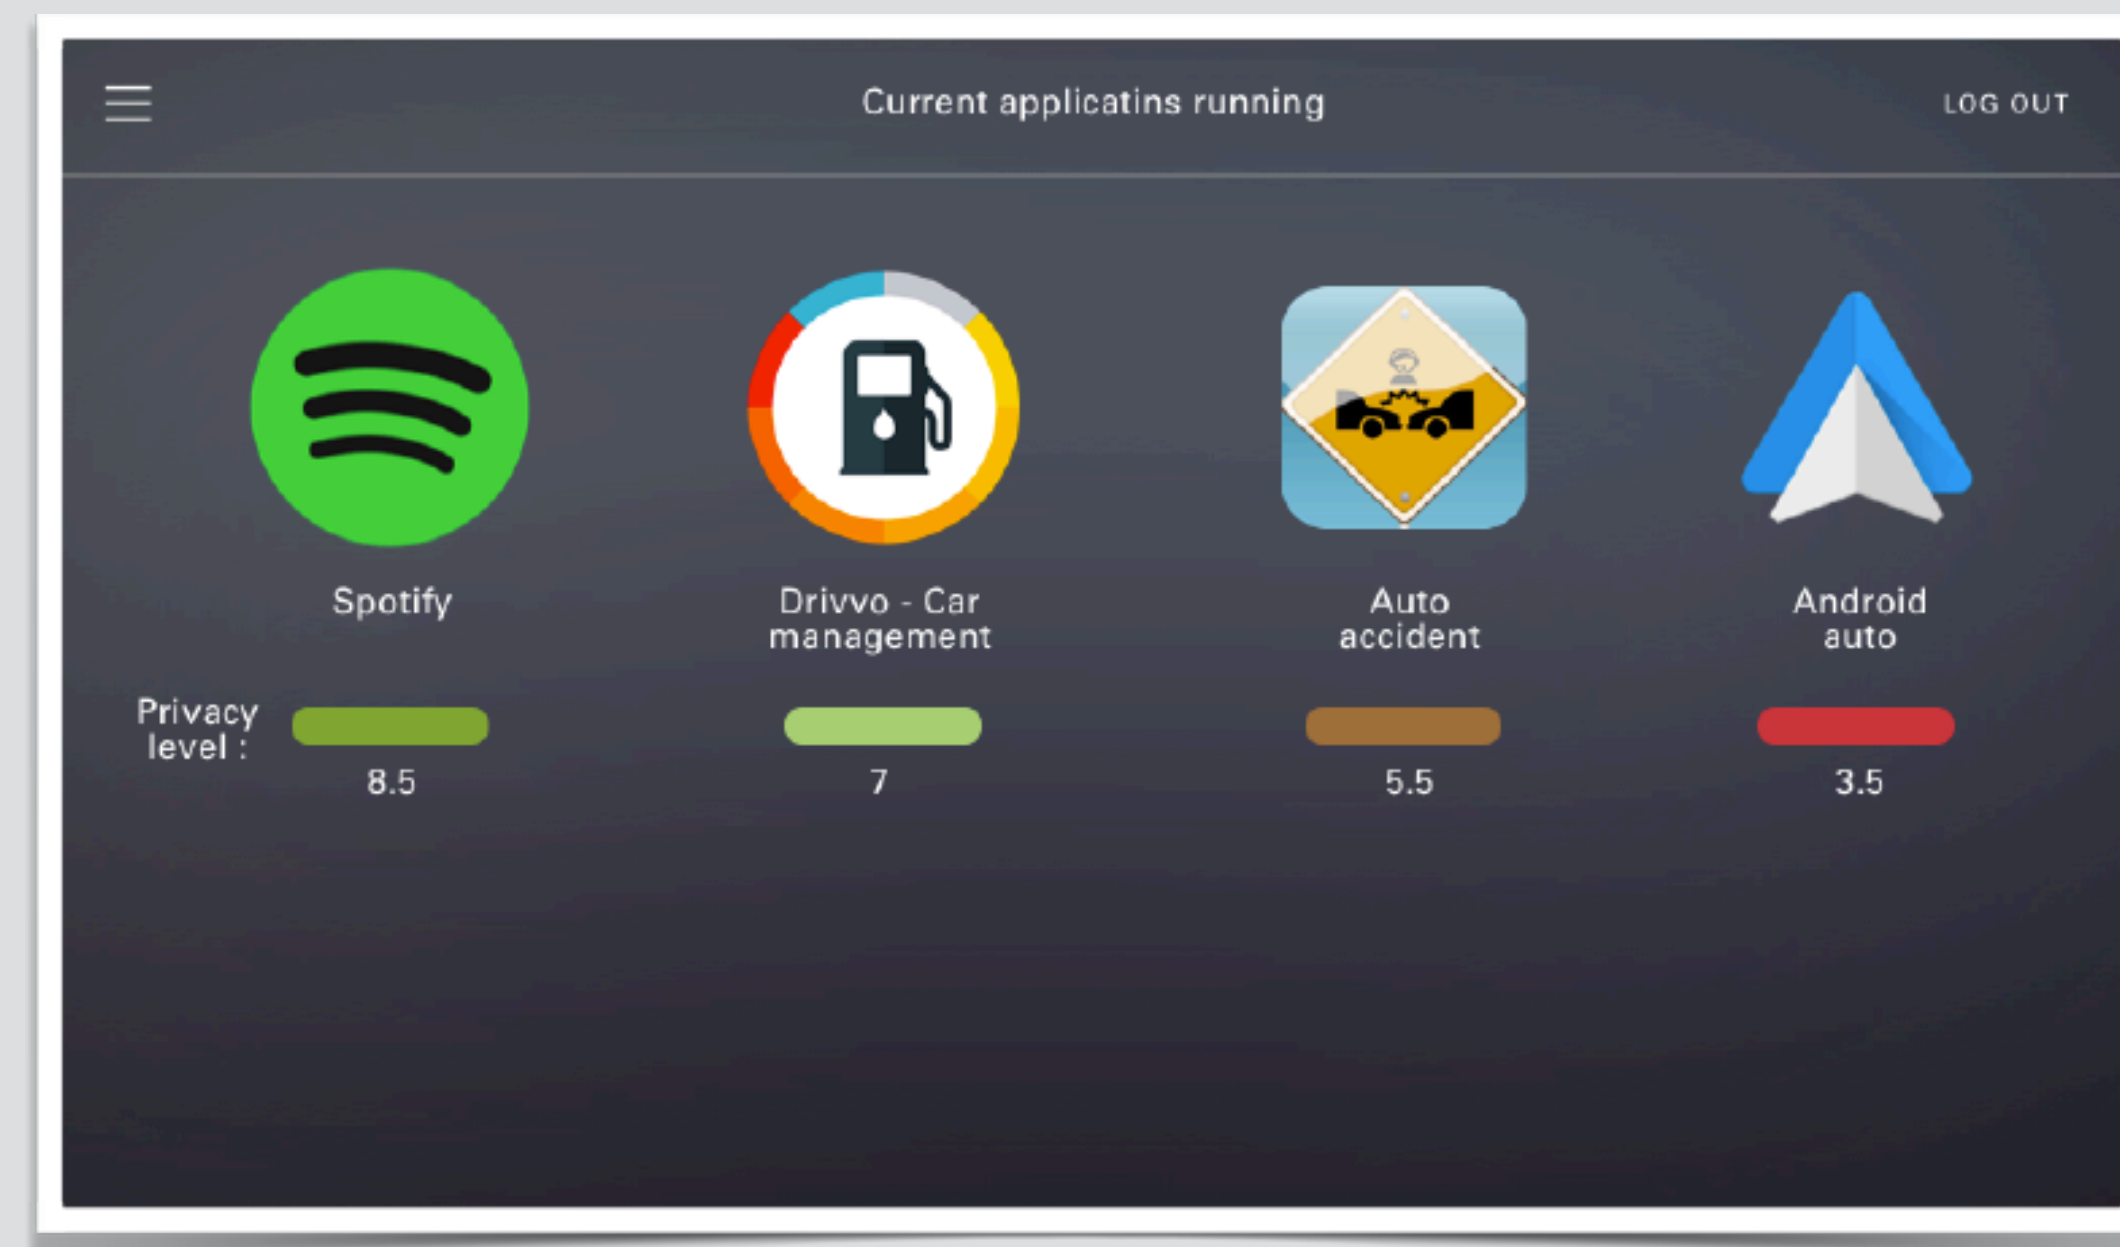 Current applicatins running
LOG OUT
Spotify
Drivvo - Car
management
Auto
accident
Android
auto
Privacy
level :
8.5
7
5.5
3.5